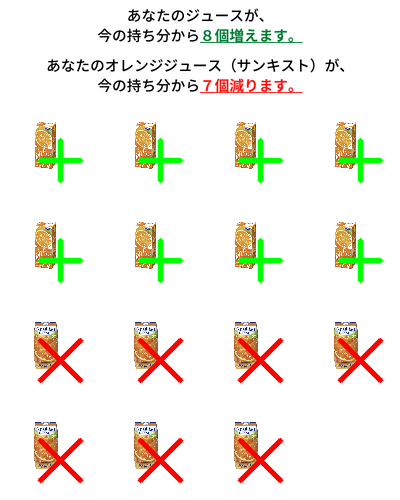 あなたのジュースが、
今の持ち分から８個増えます。
あなたのオレンジジュース（サンキスト）が、
今の持ち分から７個減ります。